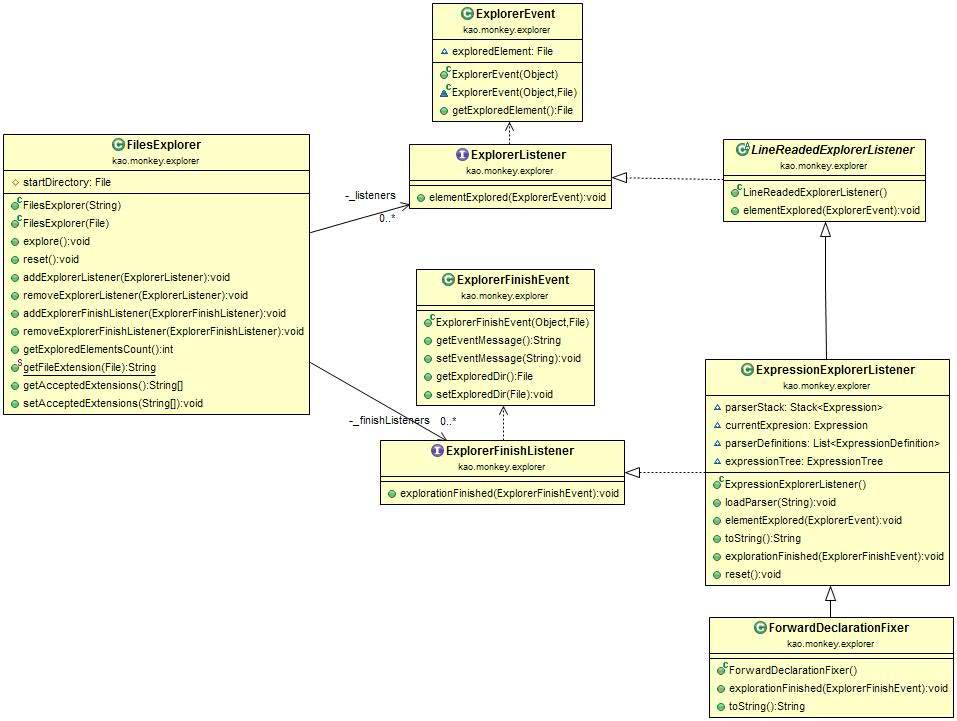 ExplorerEvent
kao.monkey.explorer
exploredElement: File
ExplorerEvent(Object)
ExplorerEvent(Object,File)
getExploredElement():File
FilesExplorer
kao.monkey.explorer
startDirectory: File
FilesExplorer(String)
FilesExplorer(File)
explore():void
reset():void
addExplorerListener(ExplorerListener):void
removeExplorerListener(ExplorerListener):void
addExplorerFinishListener(ExplorerFinishListener):void
removeExplorerFinishListener(ExplorerFinishListener):void
getExploredElementsCount():int
getFileExtension(File):String
getAcceptedExtensions():String[]
setAcceptedExtensions(String[]):void
-_listeners
0..*
ExplorerListener
kao.monkey.explorer
elementExplored(ExplorerEvent):void
LineReadedExplorerListener
kao.monkey.explorer
LineReadedExplorerListener()
elementExplored(ExplorerEvent):void
ExplorerFinishEvent
kao.monkey.explorer
ExplorerFinishEvent(Object,File)
getEventMessage():String
setEventMessage(String):void
getExploredDir():File
setExploredDir(File):void
-_finishListeners
0..*
ExplorerFinishListener
kao.monkey.explorer
explorationFinished(ExplorerFinishEvent):void
ExpressionExplorerListener
kao.monkey.explorer
parserStack: Stack<Expression>
currentExpresion: Expression
parserDefinitions: List<ExpressionDefinition>
expressionTree: ExpressionTree
ExpressionExplorerListener()
loadParser(String):void
elementExplored(ExplorerEvent):void
toString():String
explorationFinished(ExplorerFinishEvent):void
reset():void
ForwardDeclarationFixer
kao.monkey.explorer
ForwardDeclarationFixer()
explorationFinished(ExplorerFinishEvent):void
toString():String